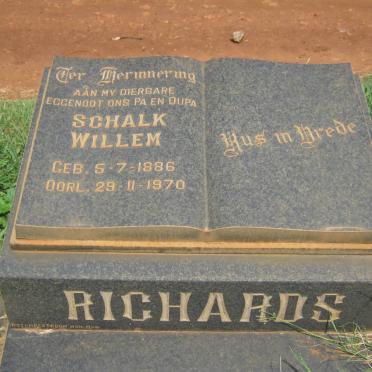 Ter Herinnering
AAN MY DIERBARE
EGGENOOT ONS PA EN OUPA
SCHALK
WILLEM
GEB. 5-7-1886
OORL. 29-11-1970
Rus in Vrede
RICHARDS